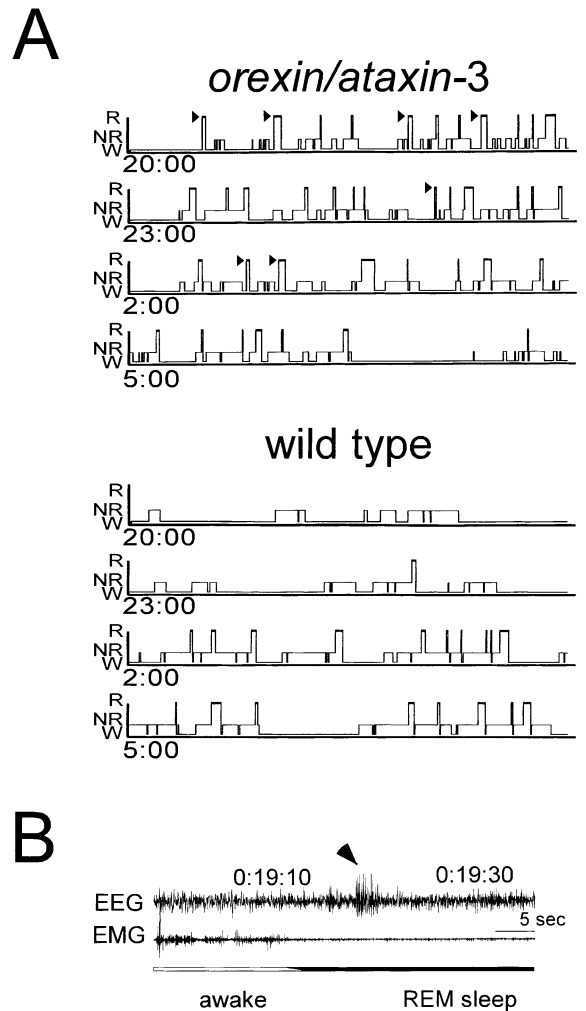 A
orexin/ataxin-3
R
NR
W
20:00
R
NR
W
23:00
R
NR
W
2:00
R
NR
W
5:00
wild type
R
NR
W
20:00
R
NR
W
23:00
R
NR
W
2:00
R
NR
W
5:00
B
0:19:10 0:19:30
EEG
5 sec
EMG
awake REM sleep